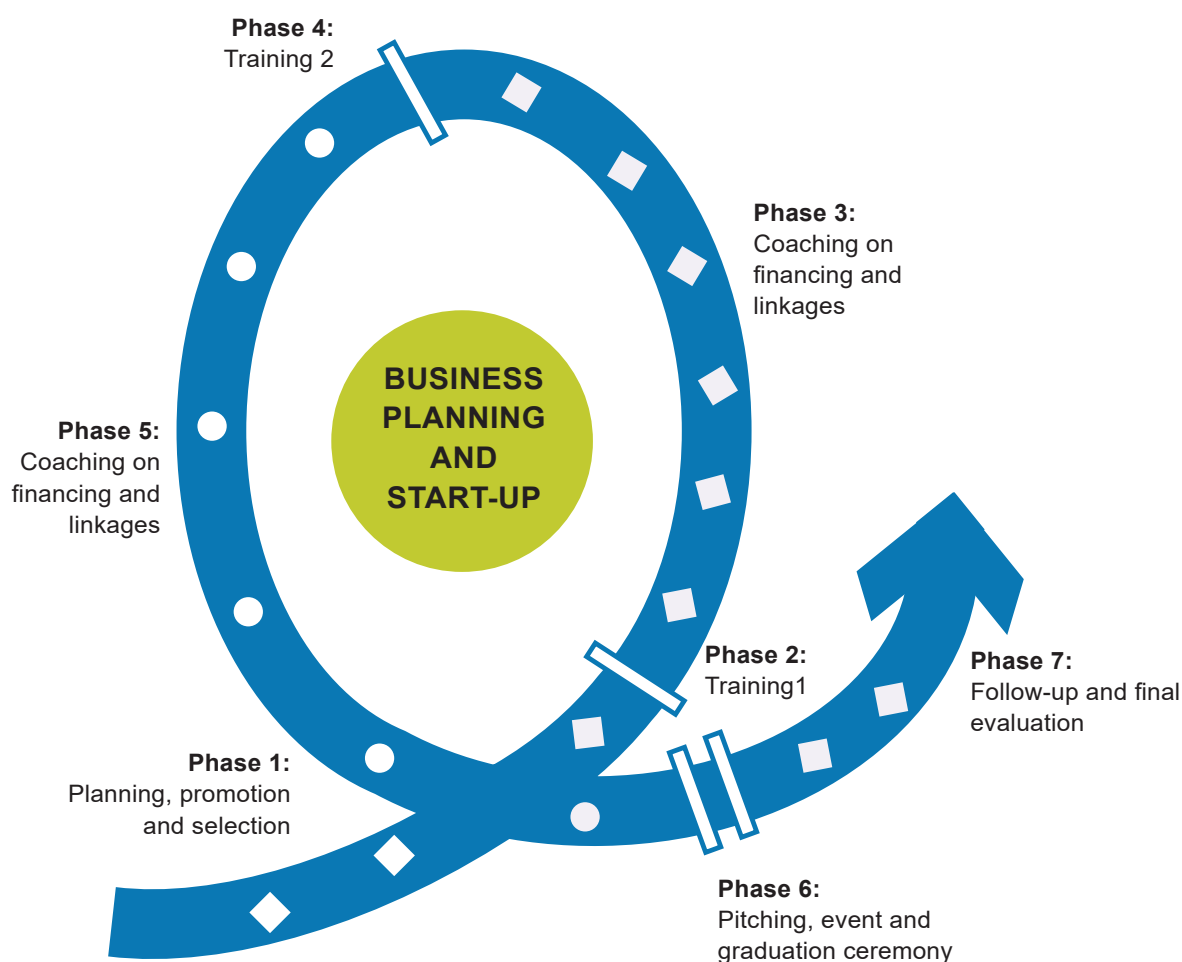 Phase 4:
Training 2
Phase 3:
Coaching on
financing and
linkages
BUSINESS
PLANNING
AND
START-UP
Phase 5:
Coaching on
financing and
linkages
Phase 2:
Training1
Phase 7:
Follow-up and final
evaluation
Phase 1:
Planning, promotion
and selection
Phase 6:
Pitching, event and
graduation ceremony